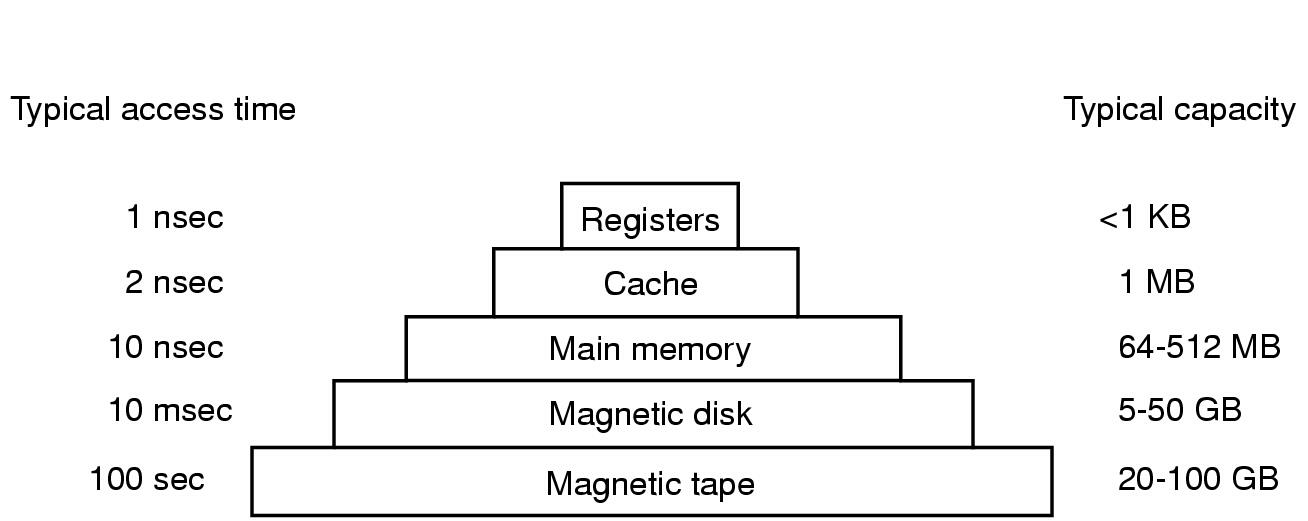 Typical access time Typical capacity
1 nsec Registers <1 KB
2 nsec Cache 1 MB
10 nsec Main memory 64-512 MB
10 msec Magnetic disk 5-50 GB
100 sec Magnetic tape 20-100 GB